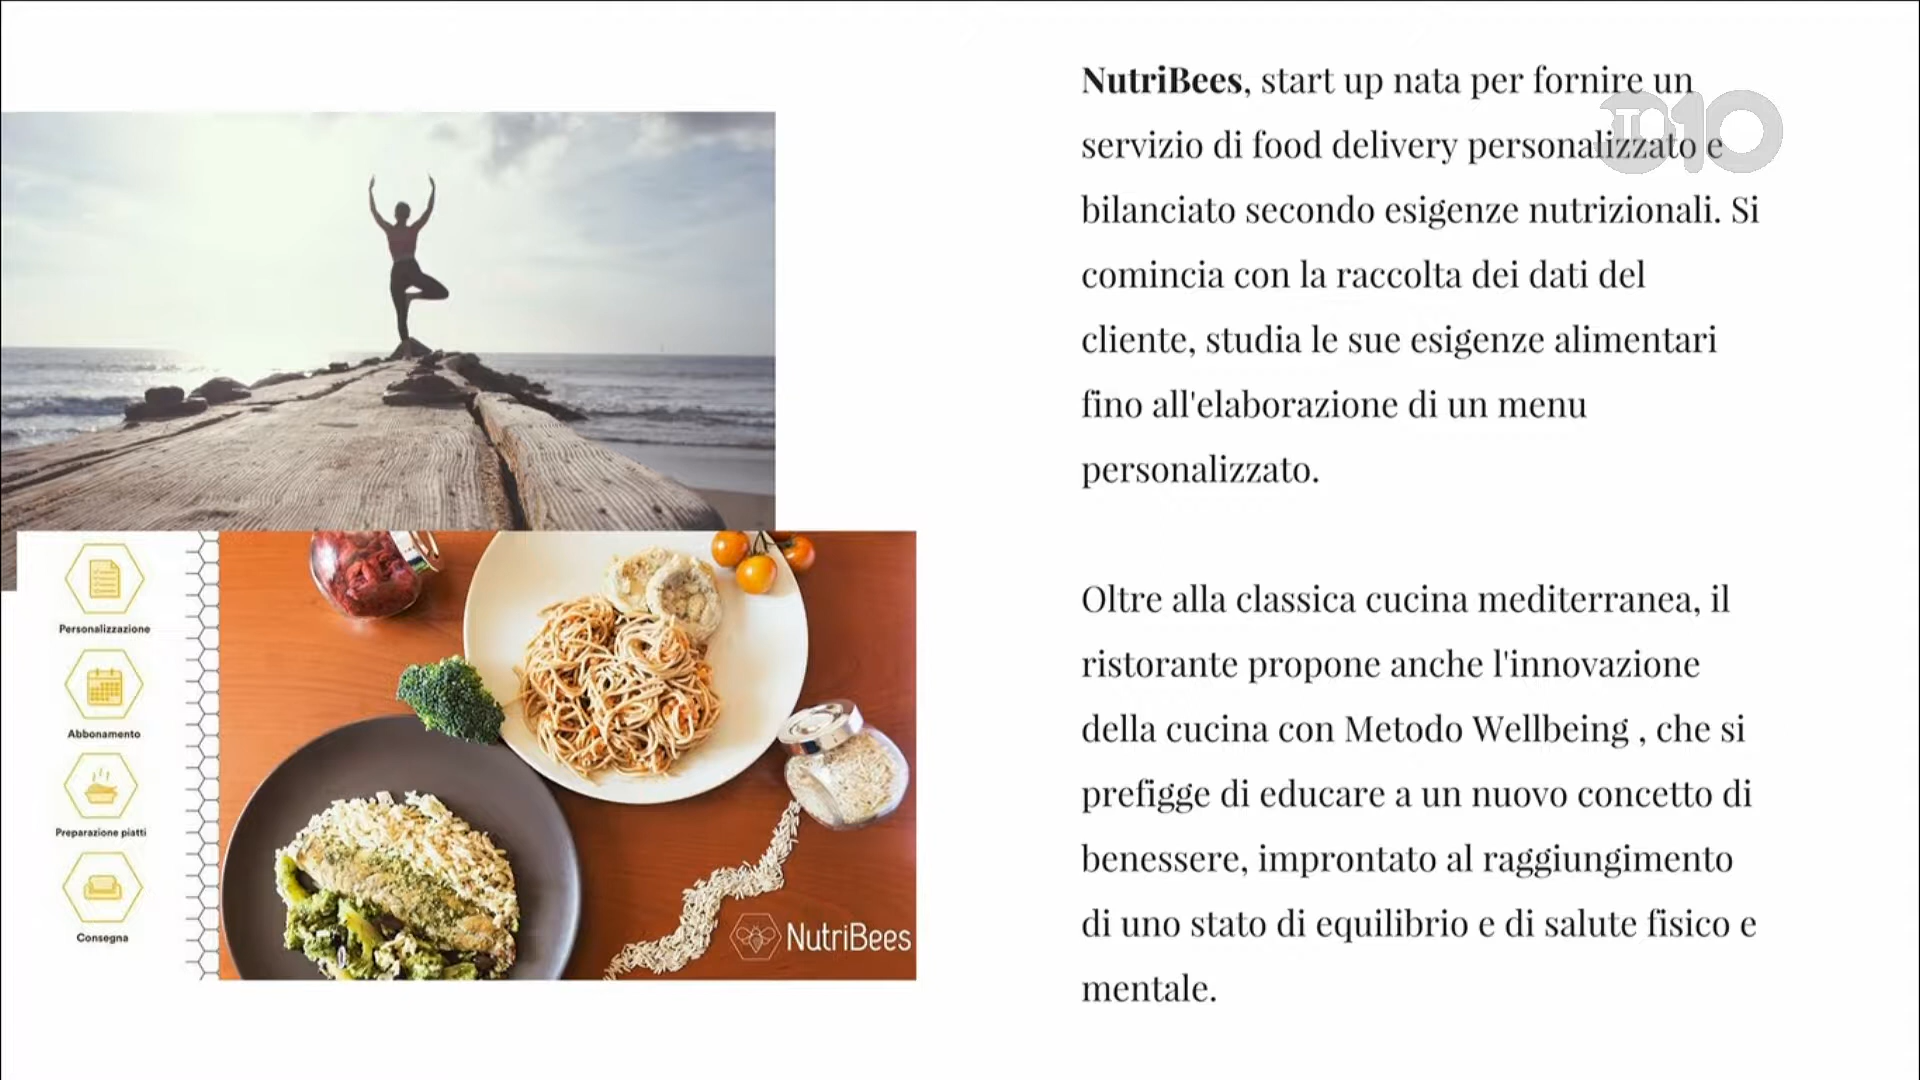 NutriBees, start up nata per fornire un
servizio di food delivery personalizzato e
bilanciato secondo esigenze nutrizionali. Si
comincia con la raccolta dei dati del
cliente, studia le sue esigenze alimentari
fino all'elaborazione di un menu
personalizzato.
Oltre alla classica cucina mediterranea, il
ristorante propone anche l'innovazione
della cucina con Metodo Wellbeing , che si
prefigge di educare a un nuovo concetto di
benessere, improntato al raggiungimento
di uno stato di equilibrio e di salute fisico e
mentale.
Personalizzazione
Abbonamento
Preparazione piatti
Consegna
NutriBees
10